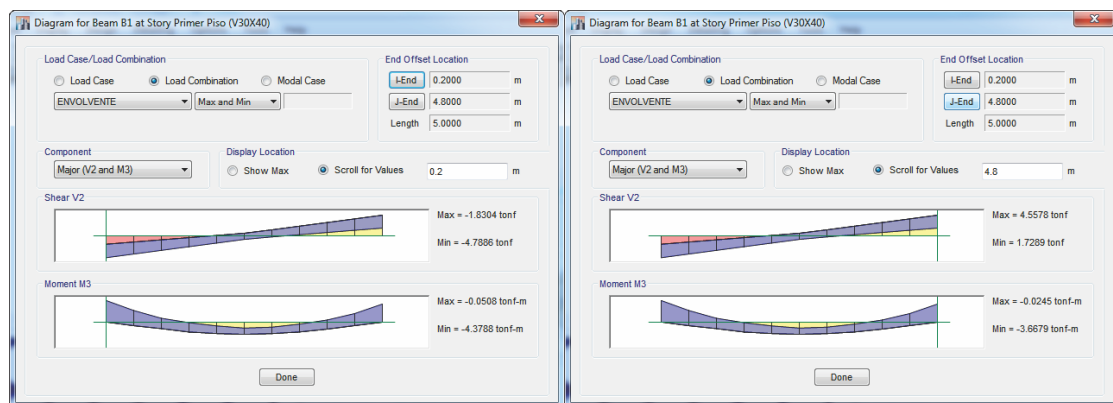 Diagram for Beam B1 at Story Primer Piso (V30X40)
Load Case/Load Combination
Load Case Load Combination Modal Case
ENVOLVENTE Max and Min
End Offset Location
I-End 0.2000 m
J-End 4.8000 m
Length 5.0000 m
Component
Major (V2 and M3)
Display Location
Show Max Scroll for Values 0.2 m
Shear V2
Max = -1.8304 tonf
Min = -4.7886 tonf
Moment M3
Max = -0.0508 tonf-m
Min = -4.3788 tonf-m
Done
Diagram for Beam B1 at Story Primer Piso (V30X40)
Load Case/Load Combination
Load Case Load Combination Modal Case
ENVOLVENTE Max and Min
End Offset Location
I-End 0.2000 m
J-End 4.8000 m
Length 5.0000 m
Component
Major (V2 and M3)
Display Location
Show Max Scroll for Values 4.8 m
Shear V2
Max = 4.5578 tonf
Min = 1.7289 tonf
Moment M3
Max = -0.0245 tonf-m
Min = -3.6679 tonf-m
Done